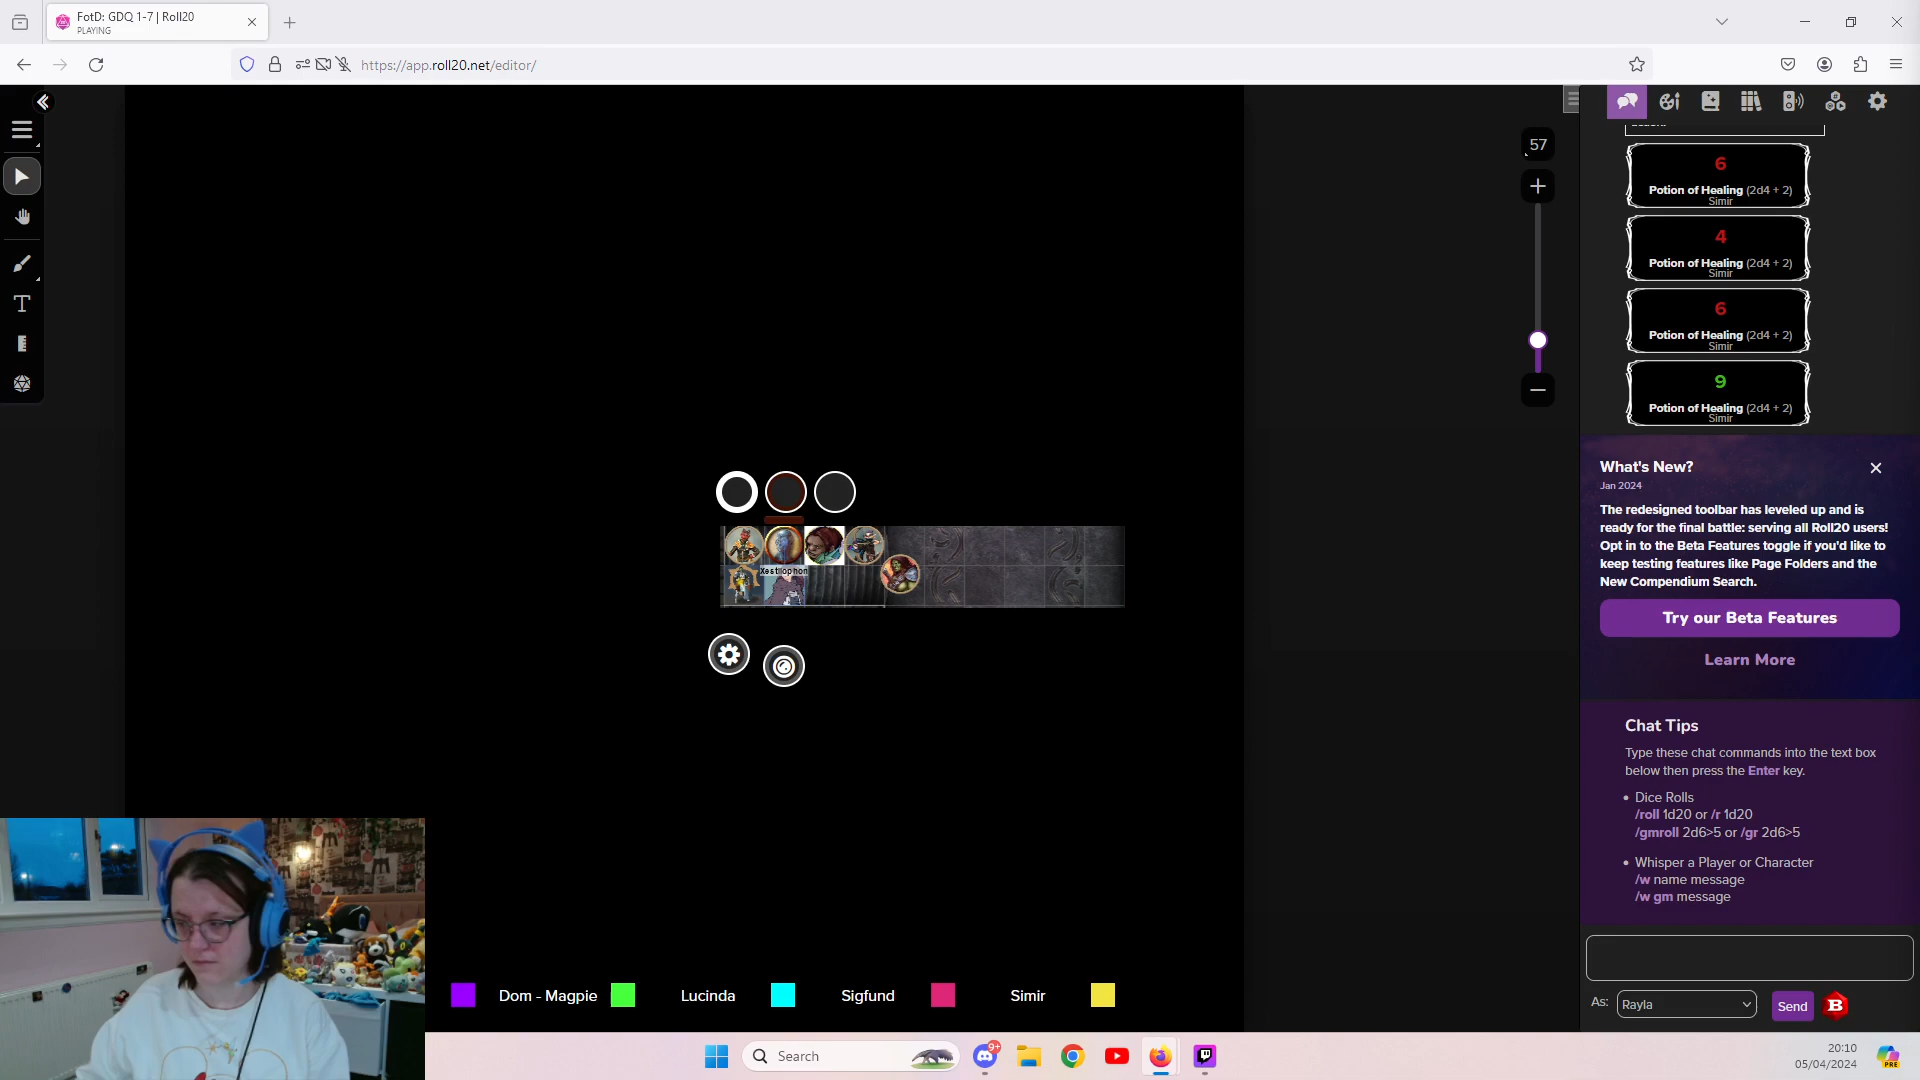 FotD: GDQ 1-7 | Roll20
PLAYING
https://app.roll20.net/editor/
57
6
Potion of Healing (2d4 + 2)
Simir
4
Potion of Healing (2d4 + 2)
Simir
6
Potion of Healing (2d4 + 2)
Simir
9
Potion of Healing (2d4 + 2)
Simir
Xestilophon
What's New?
Jan 2024
The redesigned toolbar has leveled up and is
ready for the final battle: serving all Roll20 users!
Opt in to the Beta Features toggle if you'd like to
keep testing features like Page Folders and the
New Compendium Search.
Try our Beta Features
Learn More
Chat Tips
Type these chat commands into the text box
below then press the Enter key.
• Dice Rolls
/roll 1d20 or /r 1d20
/gmroll 2d6>5 or /gr 2d6>5
• Whisper a Player or Character
/w name message
/w gm message
As:
Rayla
Send
B
Dom - Magpie
Lucinda
Sigfund
Simir
Search
9+
20:10
05/04/2024
PRE